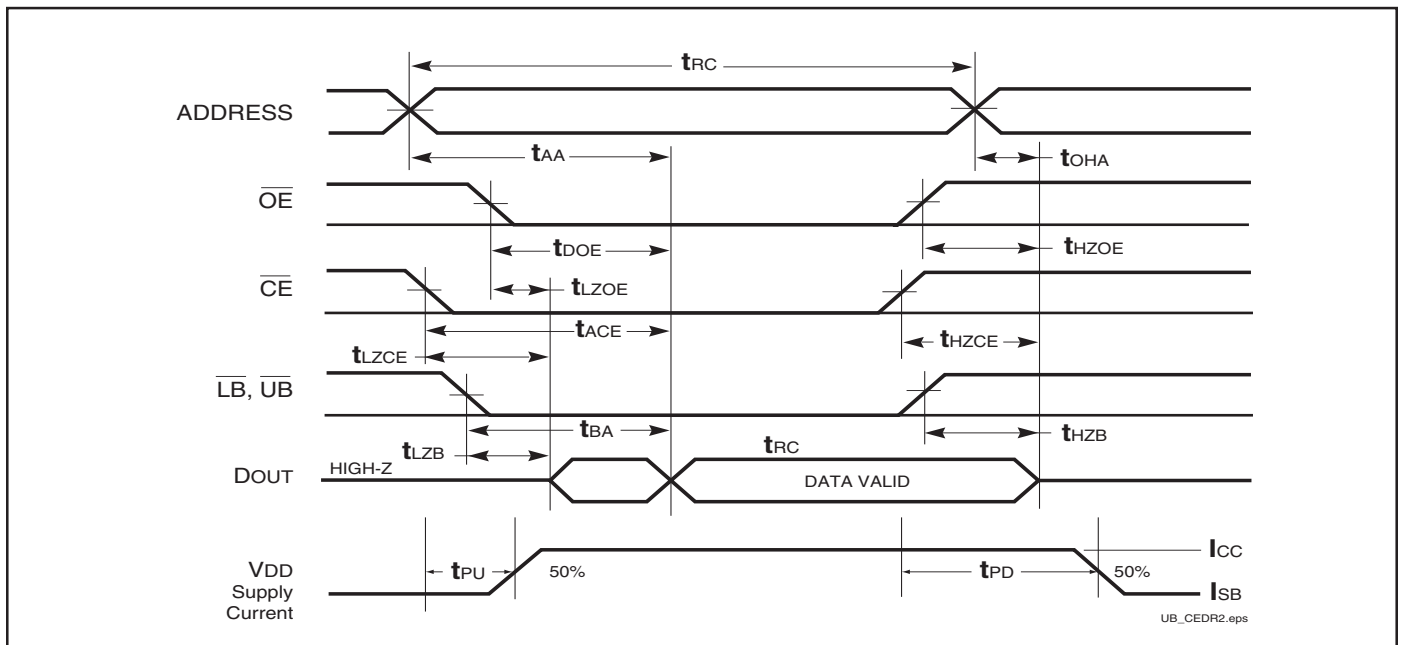 tRC
ADDRESS
tAA
tOHA
OE
tDOE
tHZOE
CE
tLZOE
tACE
tHZCE
tLZCE
LB, UB
tBA
tHZB
tLZB
tRC
DOUT
HIGH-Z
DATA VALID
ICC
VDD
Supply
Current
tPU
50%
tPD
50%
ISB
UB_CEDR2.eps